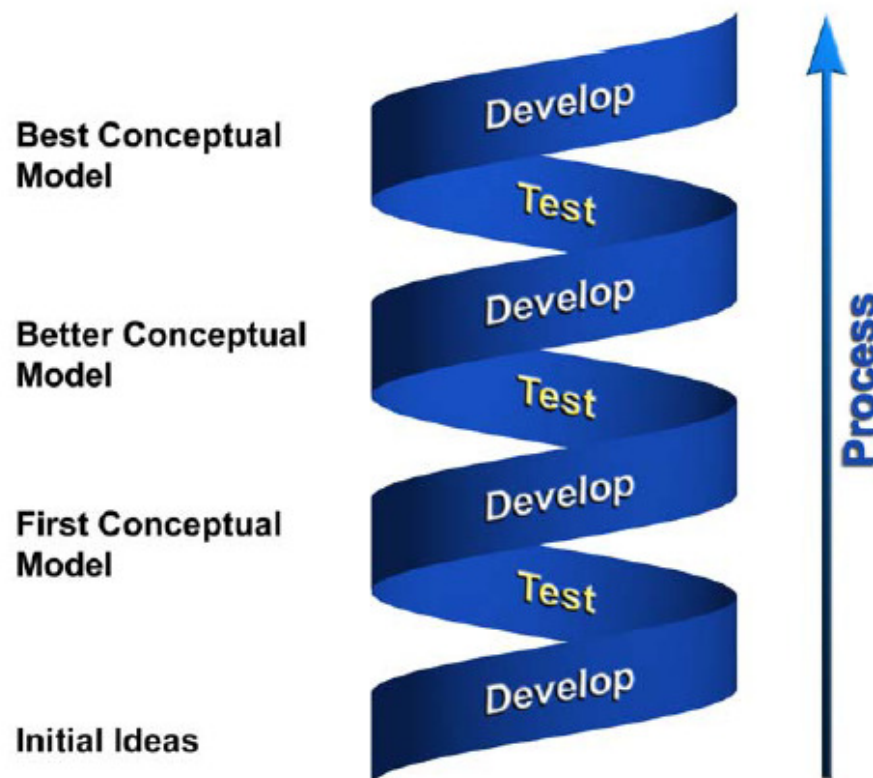 Develop
Best Conceptual
Model
Test
Develop
Better Conceptual
Model
Test
Process
Develop
First Conceptual
Model
Test
Develop
Initial Ideas